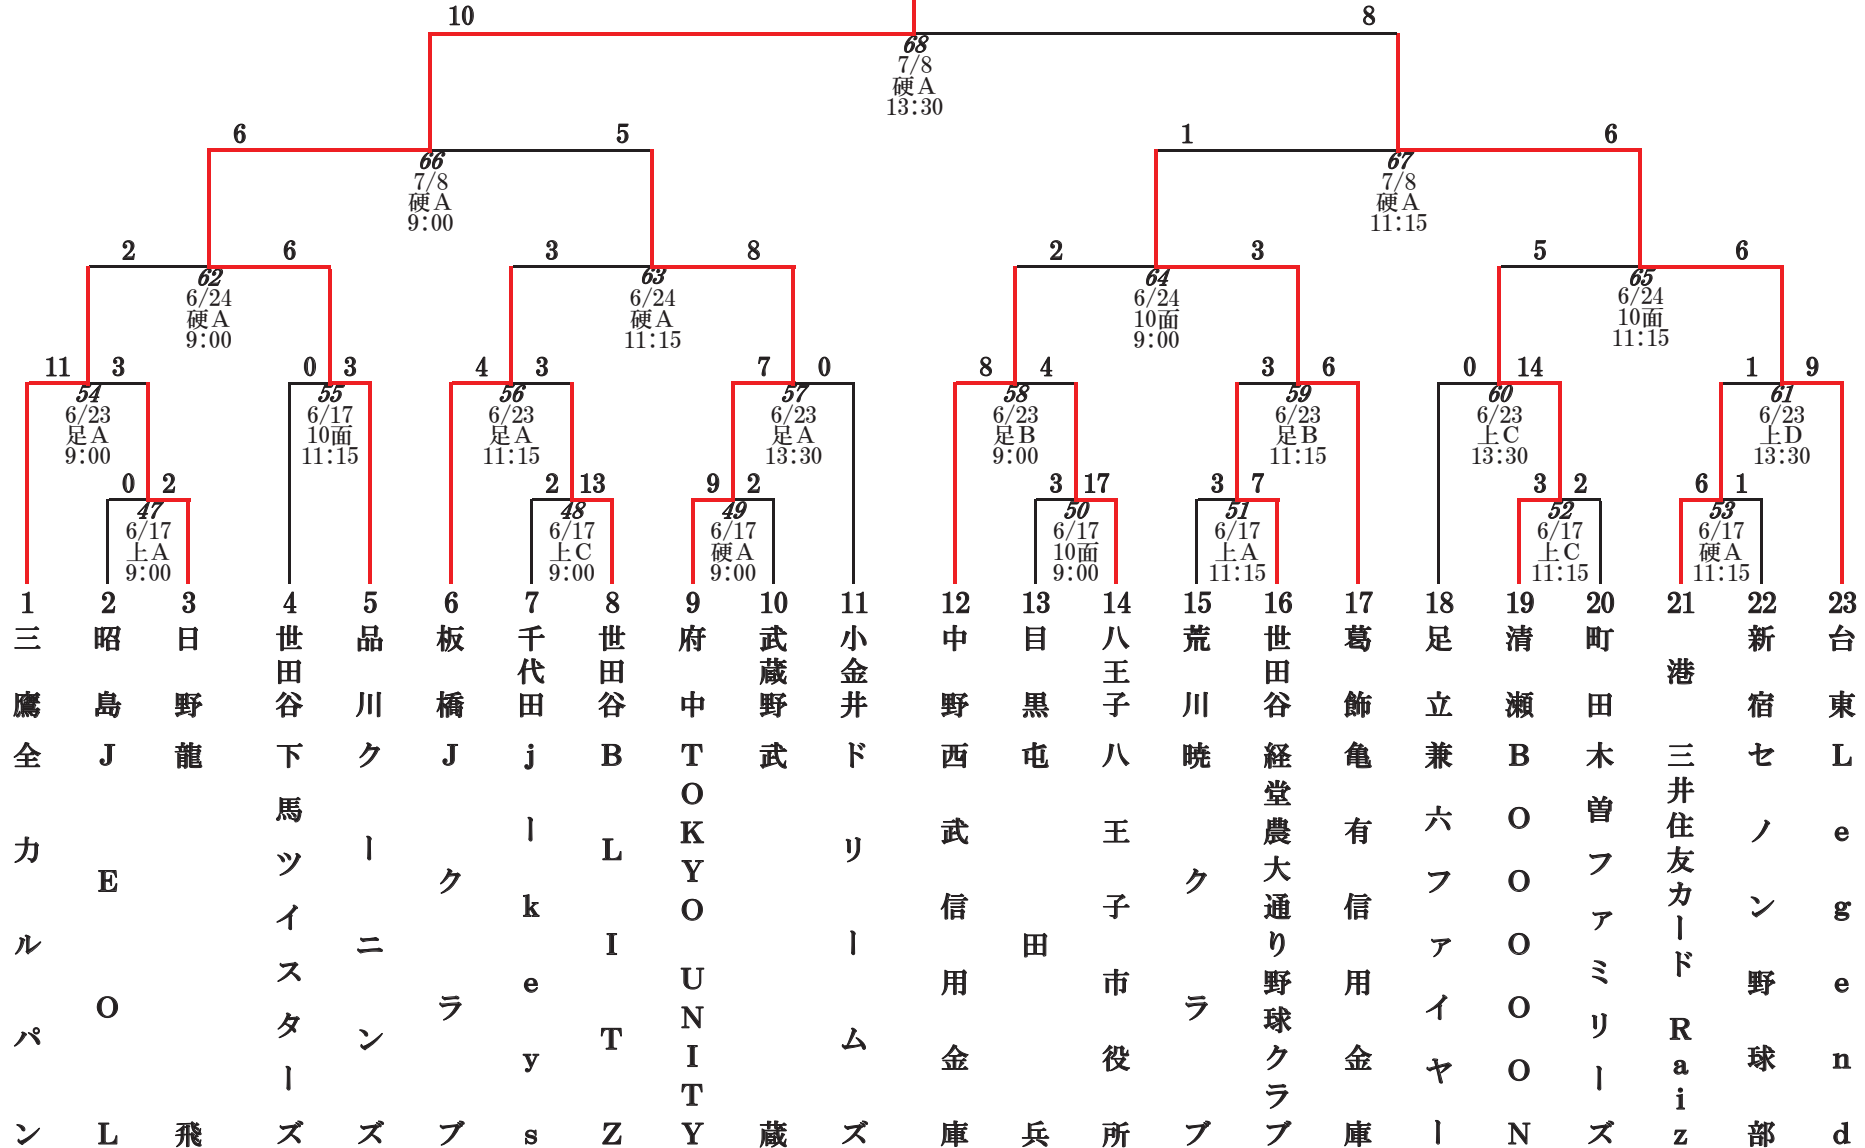 10 8
68
7/8
硬A
13:30
6 5 1 6
66 67
7/8 7/8
硬A 硬A
9:00 11:15
2 6 3 8 2 3 5 6
62 63 64 65
6/24 6/24 6/24 6/24
硬A 硬A 10面 10面
9:00 11:15 9:00 11:15
11 3 0 3 4 3 7 0 8 4 3 6 0 14 1 9
54 55 56 57 58 59 60 61
6/23 6/17 6/23 6/23 6/23 6/23 6/23 6/23
足A 10面 足A 足A 足B 足B 上C 上D
9:00 11:15 11:15 13:30 9:00 11:15 13:30 13:30
0 2 2 13 9 2 3 17 3 7 3 2 6 1
47 48 49 50 51 52 53
6/17 6/17 6/17 6/17 6/17 6/17 6/17
上A 上C 硬A 10面 上A 上C 硬A
9:00 9:00 9:00 9:00 11:15 11:15 11:15
1 三鷹 全カルパン
2 昭島 JEOL
3 日野 龍飛
4 世田谷 下馬ツイスターズ
5 品川 クーニンズ
6 板橋 Jクラブ
7 千代田 jーkeys
8 世田谷 BLITZ
9 府中 TOKYO UNITY
10 武蔵野 武蔵
11 小金井 ドリームズ
12 中野 西武信用金庫
13 目黒 屯田兵
14 八王子 八王子市役所
15 荒川 暁クラブ
16 世田谷 経堂農大通り野球クラブ
17 葛飾 亀有信用金庫
18 足立 兼六ファイヤー
19 清瀬 BOOOOON
20 町田 木曽ファミリーズ
21 港 三井住友カード Raiz
22 新宿 セノン野球部
23 台東 Legend